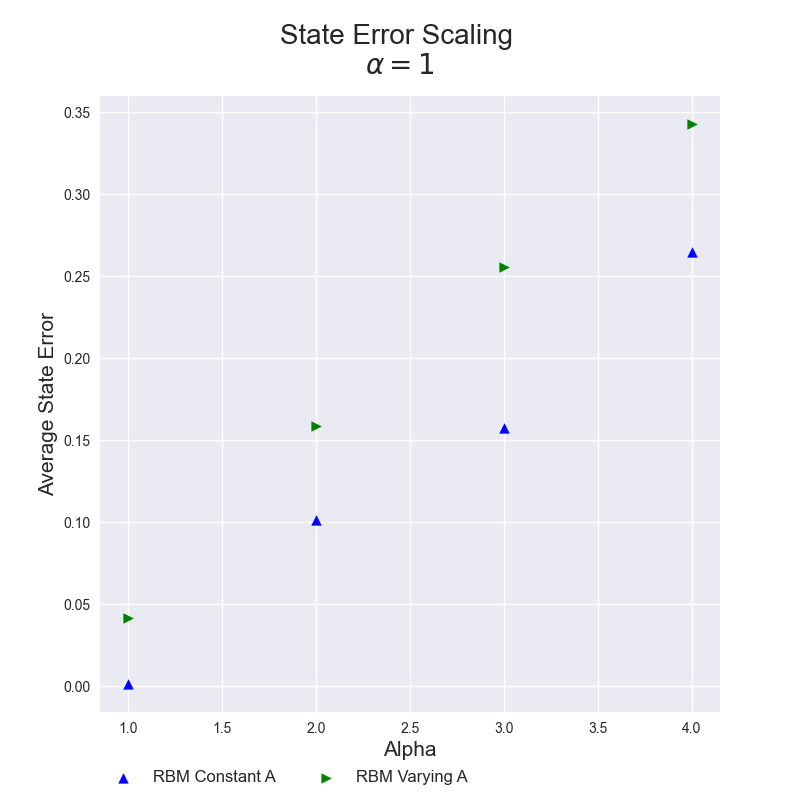 State Error Scaling
α = 1
0.35
0.30
0.25
0.20
0.15
0.10
0.05
0.00
Average State Error
1.0 1.5 2.0 2.5 3.0 3.5 4.0
Alpha
RBM Constant A RBM Varying A